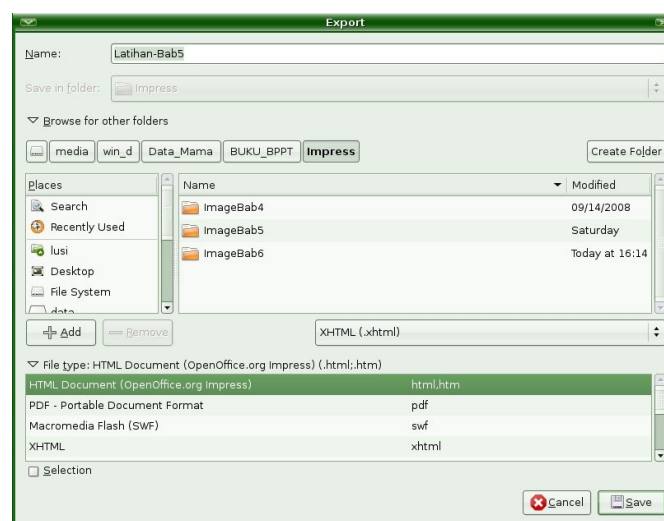 Export
Name: Latihan-Bab5
Save in folder: Impress
Browse for other folders
media win_d Data_Mama BUKU_BPPT Impress Create Folder
Places Name Modified
Search ImageBab4 09/14/2008
Recently Used ImageBab5 Saturday
lusi ImageBab6 Today at 16:14
Desktop
File System
data
Add Remove XHTML (.xhtml)
File type: HTML Document (OpenOffice.org Impress) (.html;.htm)
HTML Document (OpenOffice.org Impress) html,htm
PDF - Portable Document Format pdf
Macromedia Flash (SWF) swf
XHTML xhtml
Selection
Cancel Save